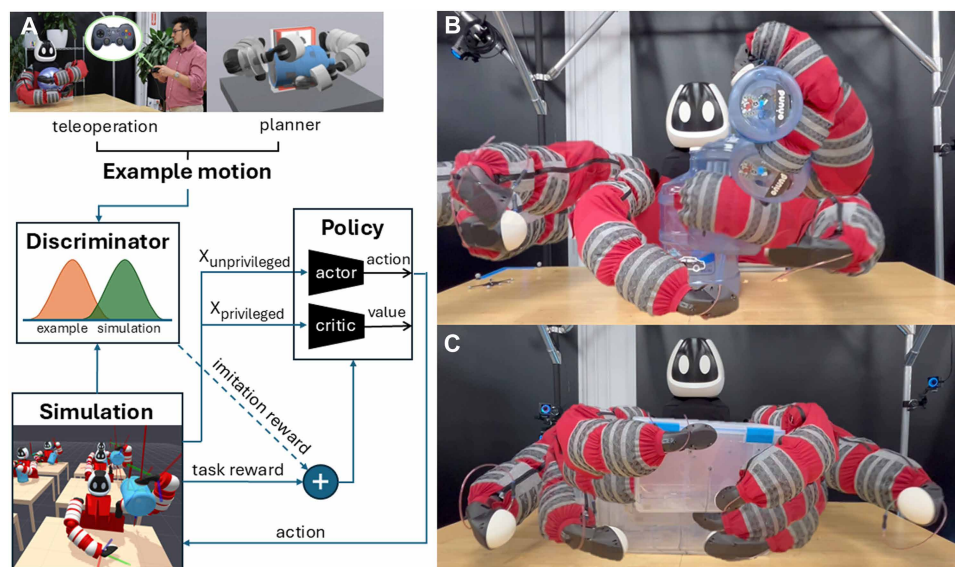 A
teleoperation
planner
Example motion
Discriminator
example
simulation
Policy
Xunprivileged
actor
action
Xprivileged
critic
value
imitation reward
Simulation
task reward
+
action
B
C